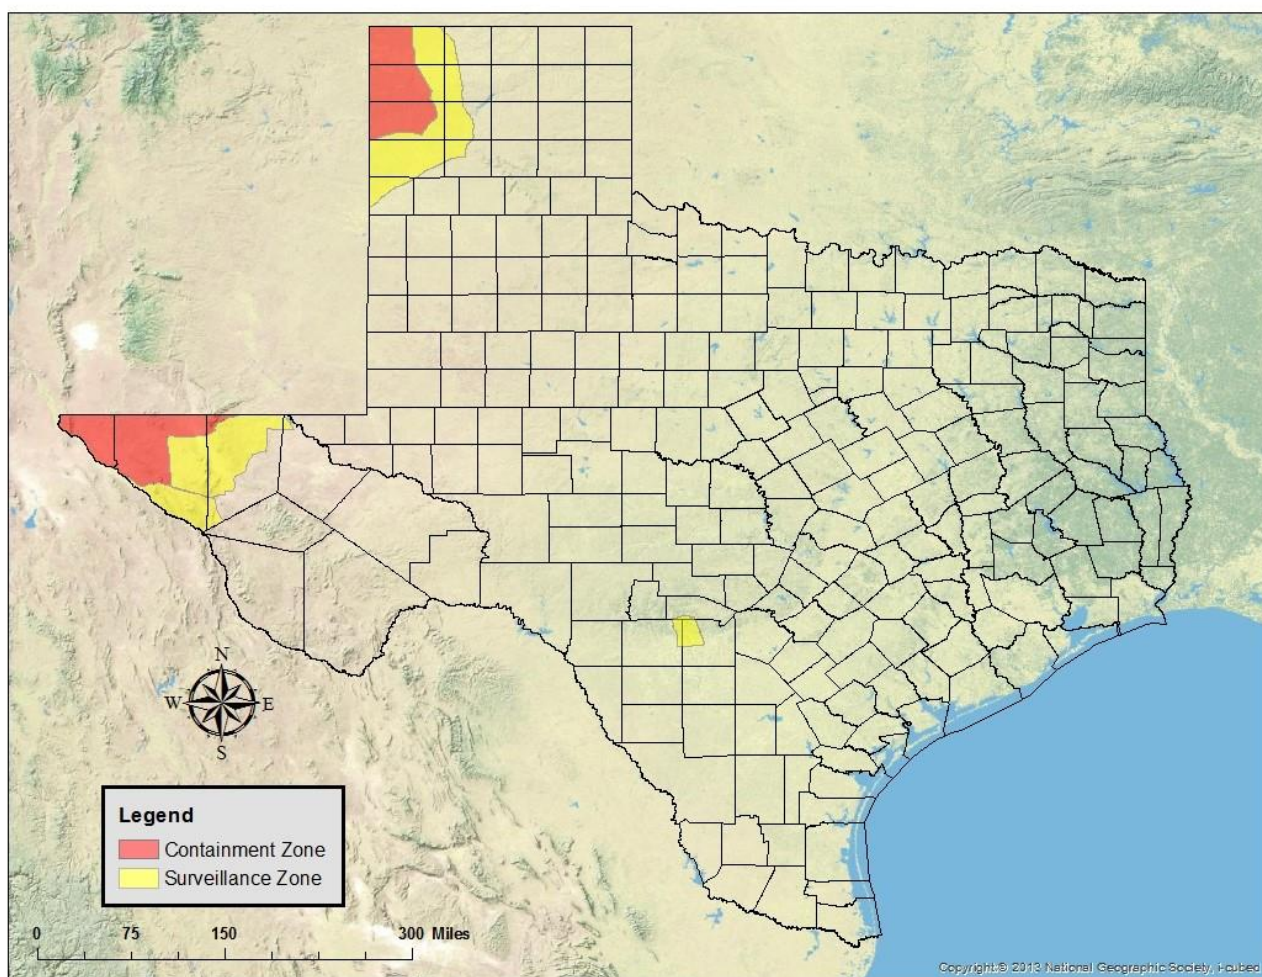 N
W E
S
Legend
Containment Zone
Surveillance Zone
0 75 150 300 Miles
Copyright:© 2013 National Geographic Society, i-cubed